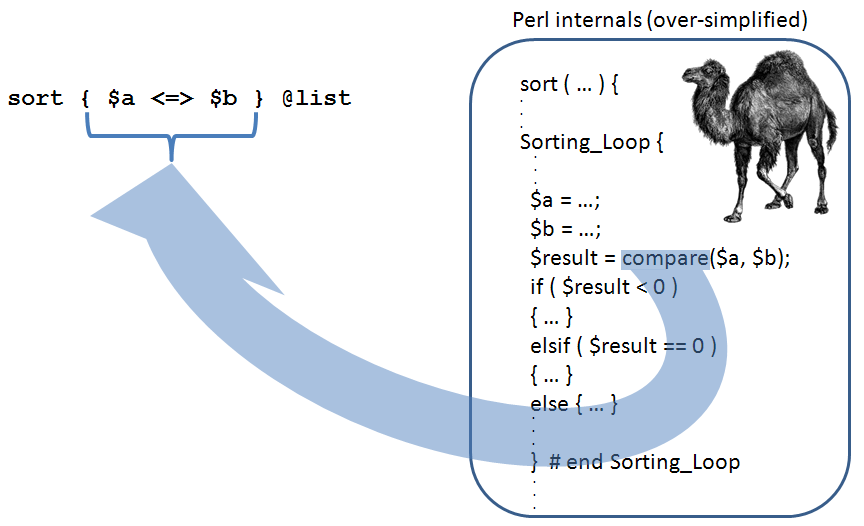 Perl internals (over-simplified)
sort { $a <=> $b } @list
sort ( ... ) {
.
.
.
Sorting_Loop {
.
.
.
$a = ...;
$b = ...;
$result = compare($a, $b);
if ( $result < 0 )
{ ... }
elsif ( $result == 0 )
{ ... }
else { ... }
.
.
.
} # end Sorting_Loop
.
.
.